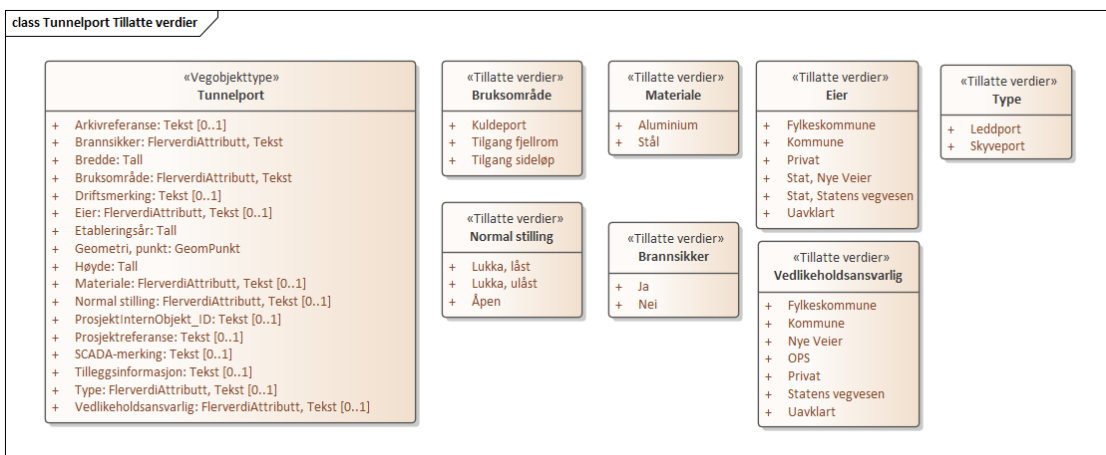 class Tunnelport Tillatte verdier
«Vegobjekttype»
Tunnelport
+ Arkivreferanse: Tekst [0..1]
+ Brannsikker: FlerverdiAttributt, Tekst
+ Bredde: Tall
+ Bruksområde: FlerverdiAttributt, Tekst
+ Driftsmerking: Tekst [0..1]
+ Eier: FlerverdiAttributt, Tekst [0..1]
+ Etableringsår: Tall
+ Geometri, punkt: GeomPunkt
+ Høyde: Tall
+ Materiale: FlerverdiAttributt, Tekst [0..1]
+ Normal stilling: FlerverdiAttributt, Tekst [0..1]
+ ProsjektInternObjekt_ID: Tekst [0..1]
+ Prosjektreferanse: Tekst [0..1]
+ SCADA-merking: Tekst [0..1]
+ Tilleggsinformasjon: Tekst [0..1]
+ Type: FlerverdiAttributt, Tekst [0..1]
+ Vedlikeholdsansvarlig: FlerverdiAttributt, Tekst [0..1]
«Tillatte verdier»
Bruksområde
+ Kuldeport
+ Tilgang fjellrom
+ Tilgang sideløp
«Tillatte verdier»
Materiale
+ Aluminium
+ Stål
«Tillatte verdier»
Eier
+ Fylkeskommune
+ Kommune
+ Privat
+ Stat, Nye Veier
+ Stat, Statens vegvesen
+ Uavklart
«Tillatte verdier»
Type
+ Leddport
+ Skyveport
«Tillatte verdier»
Normal stilling
+ Lukka, låst
+ Lukka, ulåst
+ Åpen
«Tillatte verdier»
Brannsikker
+ Ja
+ Nei
«Tillatte verdier»
Vedlikeholdsansvarlig
+ Fylkeskommune
+ Kommune
+ Nye Veier
+ OPS
+ Privat
+ Statens vegvesen
+ Uavklart